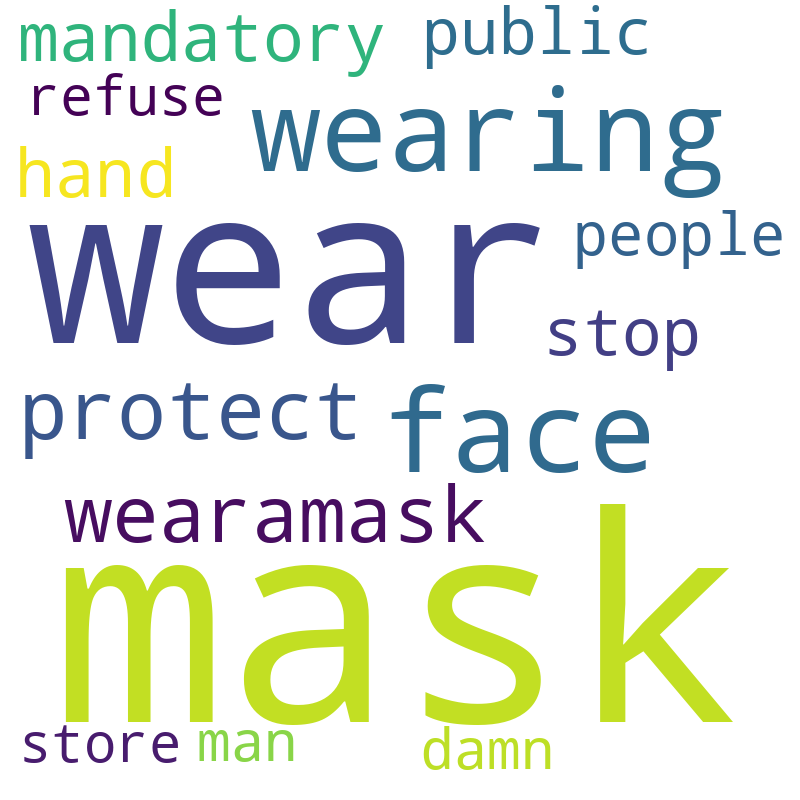 mandatory public
refuse
wearing
hand
wear
people
stop
protect
face
wearamask
mask
store man damn